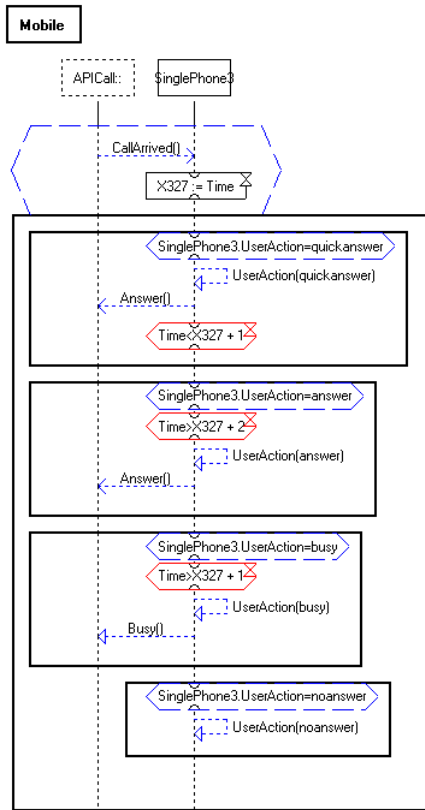 Mobile
APICall::
SinglePhone3
CallArrived()
X327 := Time
SinglePhone3.UserAction=quickanswer
UserAction(quickanswer)
Answer()
Time<X327 + 1
SinglePhone3.UserAction=answer
Time>X327 + 2
UserAction(answer)
Answer()
SinglePhone3.UserAction=busy
Time>X327 + 1
UserAction(busy)
Busy()
SinglePhone3.UserAction=noanswer
UserAction(noanswer)